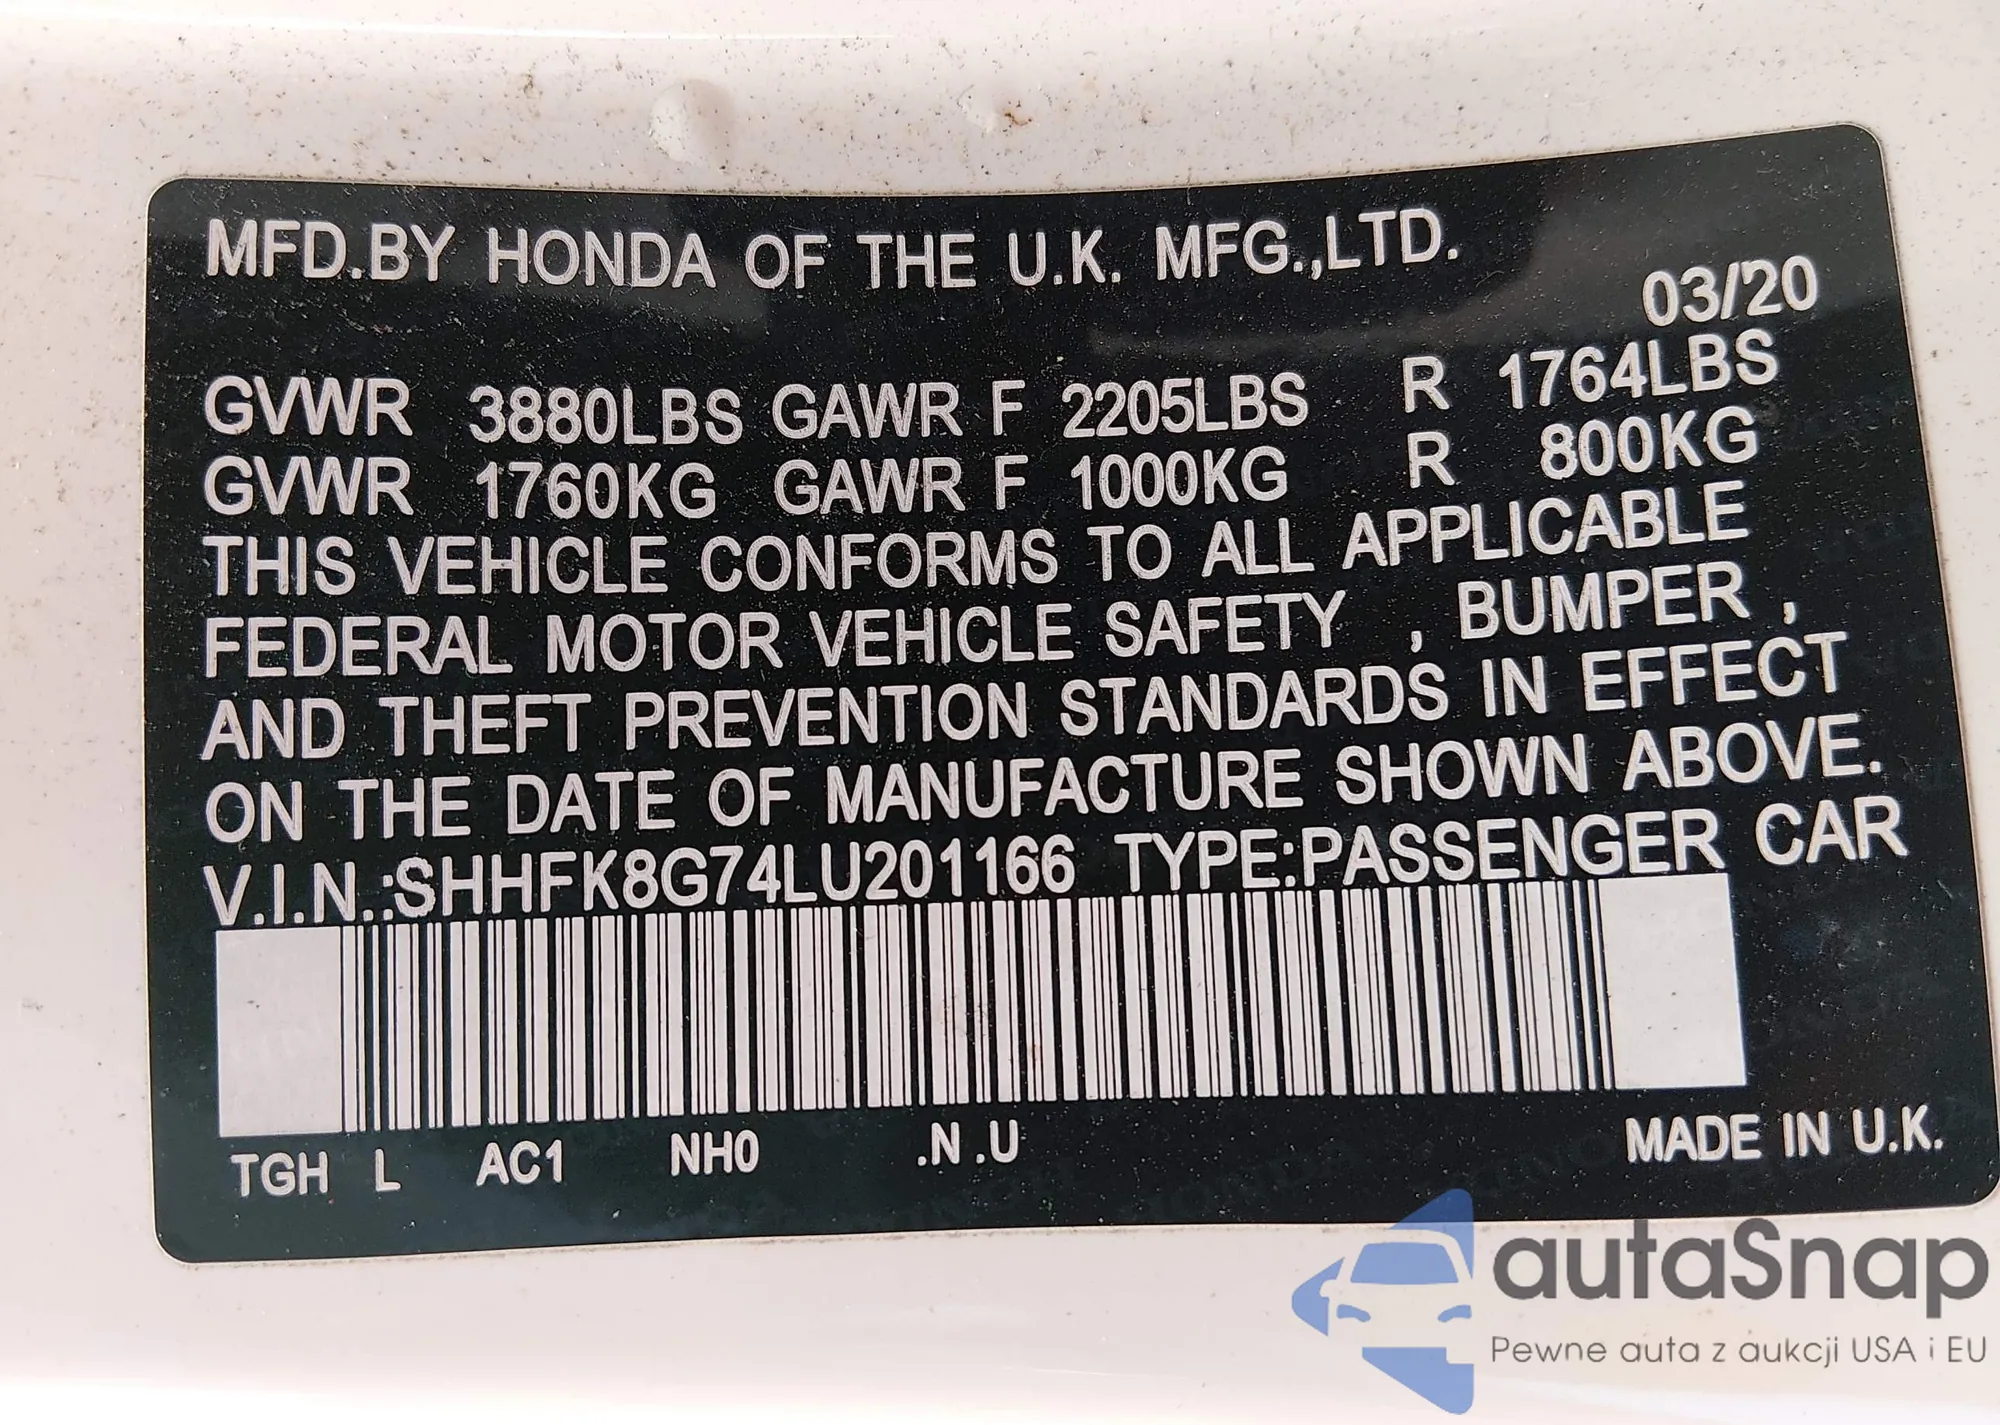 MFD.BY HONDA OF THE U.K. MFG.,LTD.
03/20
GVWR 3880LBS GAWR F 2205LBS R 1764LBS
GVWR 1760KG GAWR F 1000KG R 800KG
THIS VEHICLE CONFORMS TO ALL APPLICABLE
FEDERAL MOTOR VEHICLE SAFETY , BUMPER ,
AND THEFT PREVENTION STANDARDS IN EFFECT
ON THE DATE OF MANUFACTURE SHOWN ABOVE.
V.I.N.:SHHFK8G74LU201166 TYPE:PASSENGER CAR
TGH L AC1 NH0 .N .U MADE IN U.K.
autaSnap
Pewne auta z aukcji USA i EU